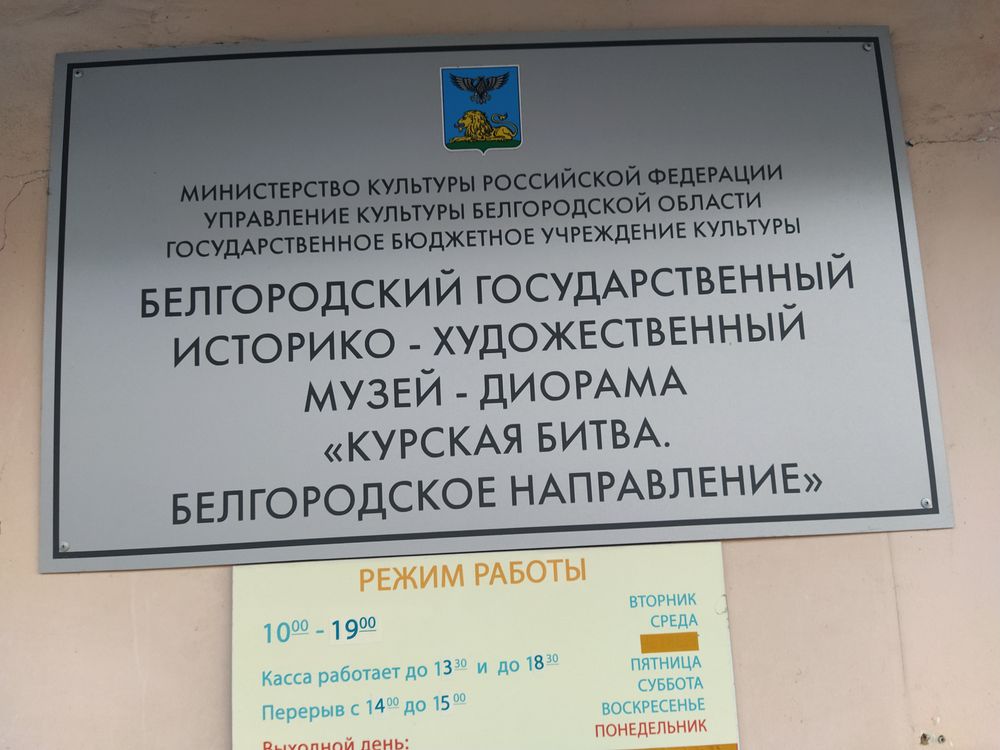 МИНИСТЕРСТВО КУЛЬТУРЫ РОССИЙСКОЙ ФЕДЕРАЦИИ
УПРАВЛЕНИЕ КУЛЬТУРЫ БЕЛГОРОДСКОЙ ОБЛАСТИ
ГОСУДАРСТВЕННОЕ БЮДЖЕТНОЕ УЧРЕЖДЕНИЕ КУЛЬТУРЫ
БЕЛГОРОДСКИЙ ГОСУДАРСТВЕННЫЙ
ИСТОРИКО - ХУДОЖЕСТВЕННЫЙ
МУЗЕЙ - ДИОРАМА
«КУРСКАЯ БИТВА.
БЕЛГОРОДСКОЕ НАПРАВЛЕНИЕ»
РЕЖИМ РАБОТЫ
10⁰⁰ - 19⁰⁰
Касса работает до 13³⁰ и до 18³⁰
Перерыв с 14⁰⁰ до 15⁰⁰
Выходной день:
ВТОРНИК
СРЕДА
ПЯТНИЦА
СУББОТА
ВОСКРЕСЕНЬЕ
ПОНЕДЕЛЬНИК